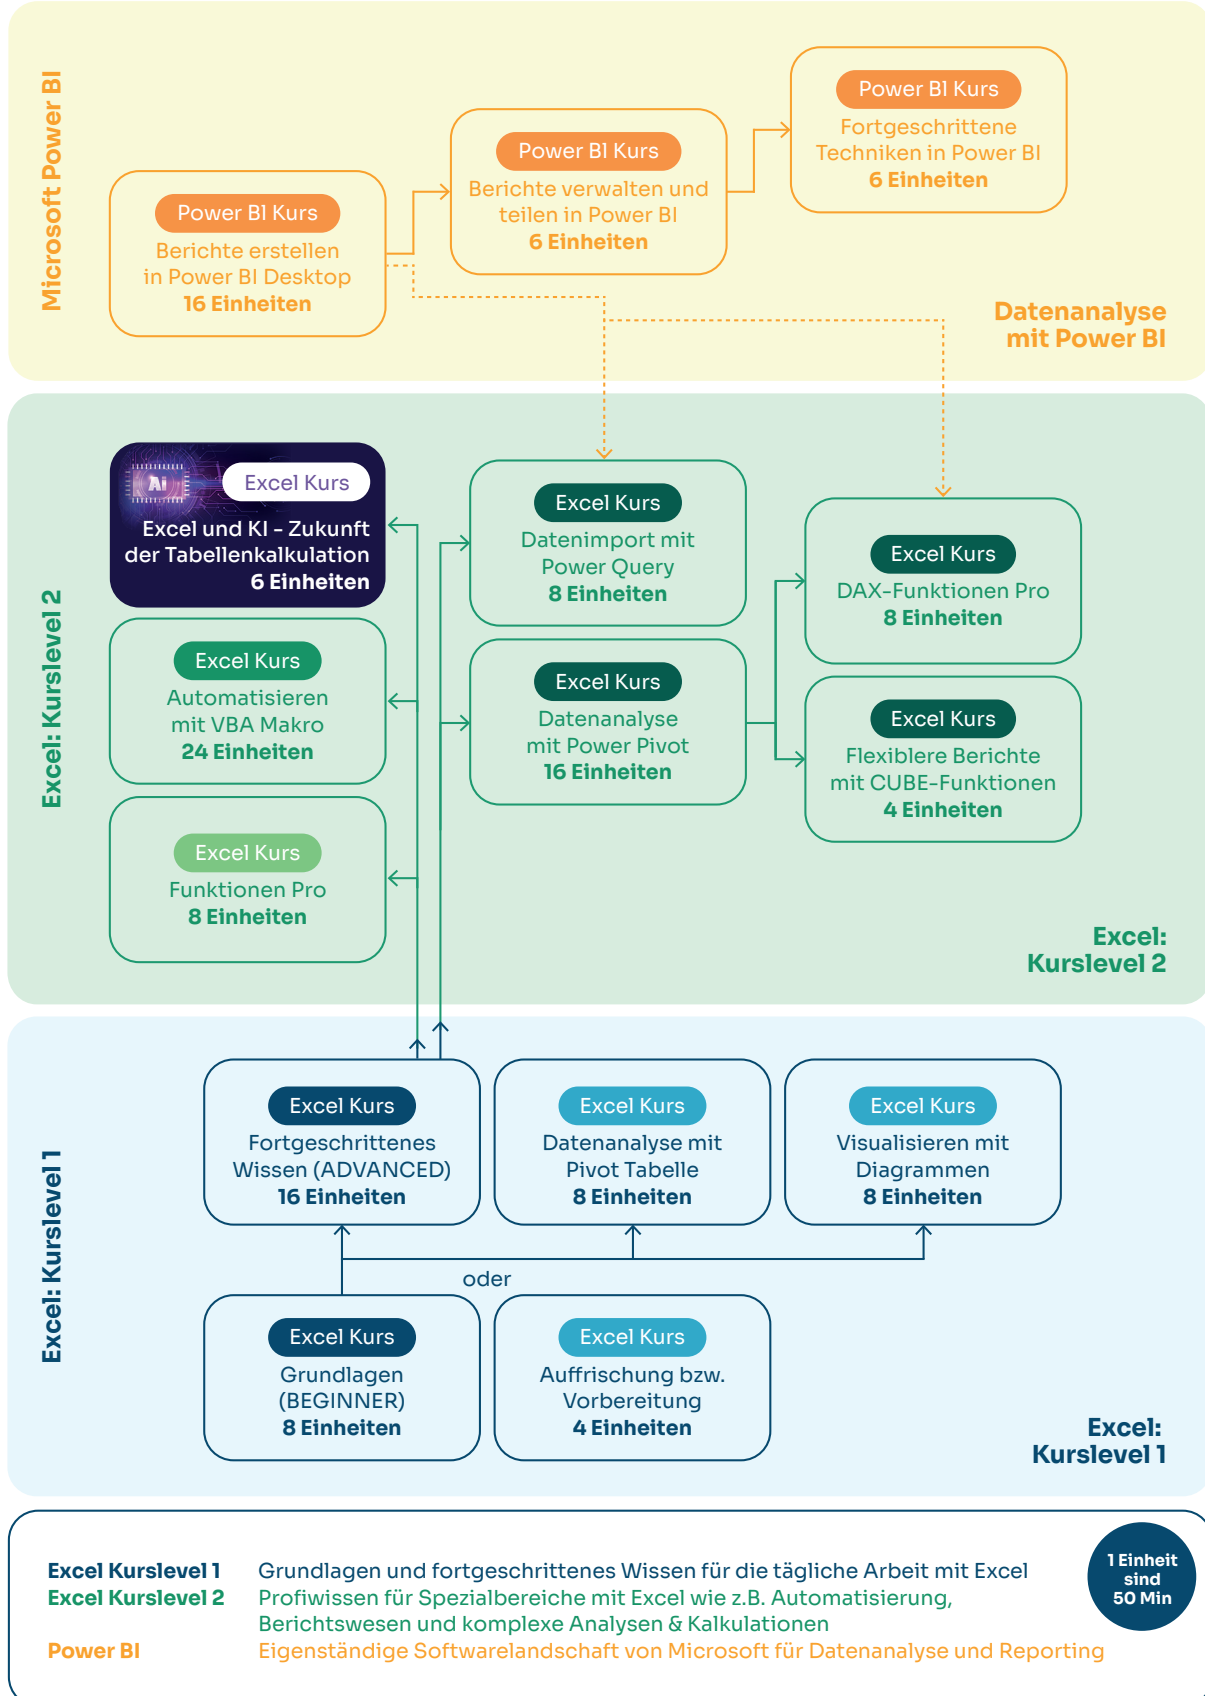 Microsoft Power BI
Power BI Kurs
Fortgeschrittene
Techniken in Power BI
6 Einheiten
Power BI Kurs
Berichte verwalten und
teilen in Power BI
6 Einheiten
Power BI Kurs
Berichte erstellen
in Power BI Desktop
16 Einheiten
Datenanalyse
mit Power BI
Excel: Kurslevel 2
Ai
Excel Kurs
Excel und KI - Zukunft
der Tabellenkalkulation
6 Einheiten
Excel Kurs
Automatisieren
mit VBA Makro
24 Einheiten
Excel Kurs
Funktionen Pro
8 Einheiten
Excel Kurs
Datenimport mit
Power Query
8 Einheiten
Excel Kurs
Datenanalyse
mit Power Pivot
16 Einheiten
Excel Kurs
DAX-Funktionen Pro
8 Einheiten
Excel Kurs
Flexiblere Berichte
mit CUBE-Funktionen
4 Einheiten
Excel:
Kurslevel 2
Excel: Kurslevel 1
Excel Kurs
Fortgeschrittenes
Wissen (ADVANCED)
16 Einheiten
Excel Kurs
Datenanalyse mit
Pivot Tabelle
8 Einheiten
Excel Kurs
Visualisieren mit
Diagrammen
8 Einheiten
oder
Excel Kurs
Grundlagen
(BEGINNER)
8 Einheiten
Excel Kurs
Auffrischung bzw.
Vorbereitung
4 Einheiten
Excel:
Kurslevel 1
Excel Kurslevel 1 Grundlagen und fortgeschrittenes Wissen für die tägliche Arbeit mit Excel
Excel Kurslevel 2 Profiwissen für Spezialbereiche mit Excel wie z.B. Automatisierung,
Berichtswesen und komplexe Analysen & Kalkulationen
Power BI Eigenständige Softwarelandschaft von Microsoft für Datenanalyse und Reporting
1 Einheit
sind
50 Min